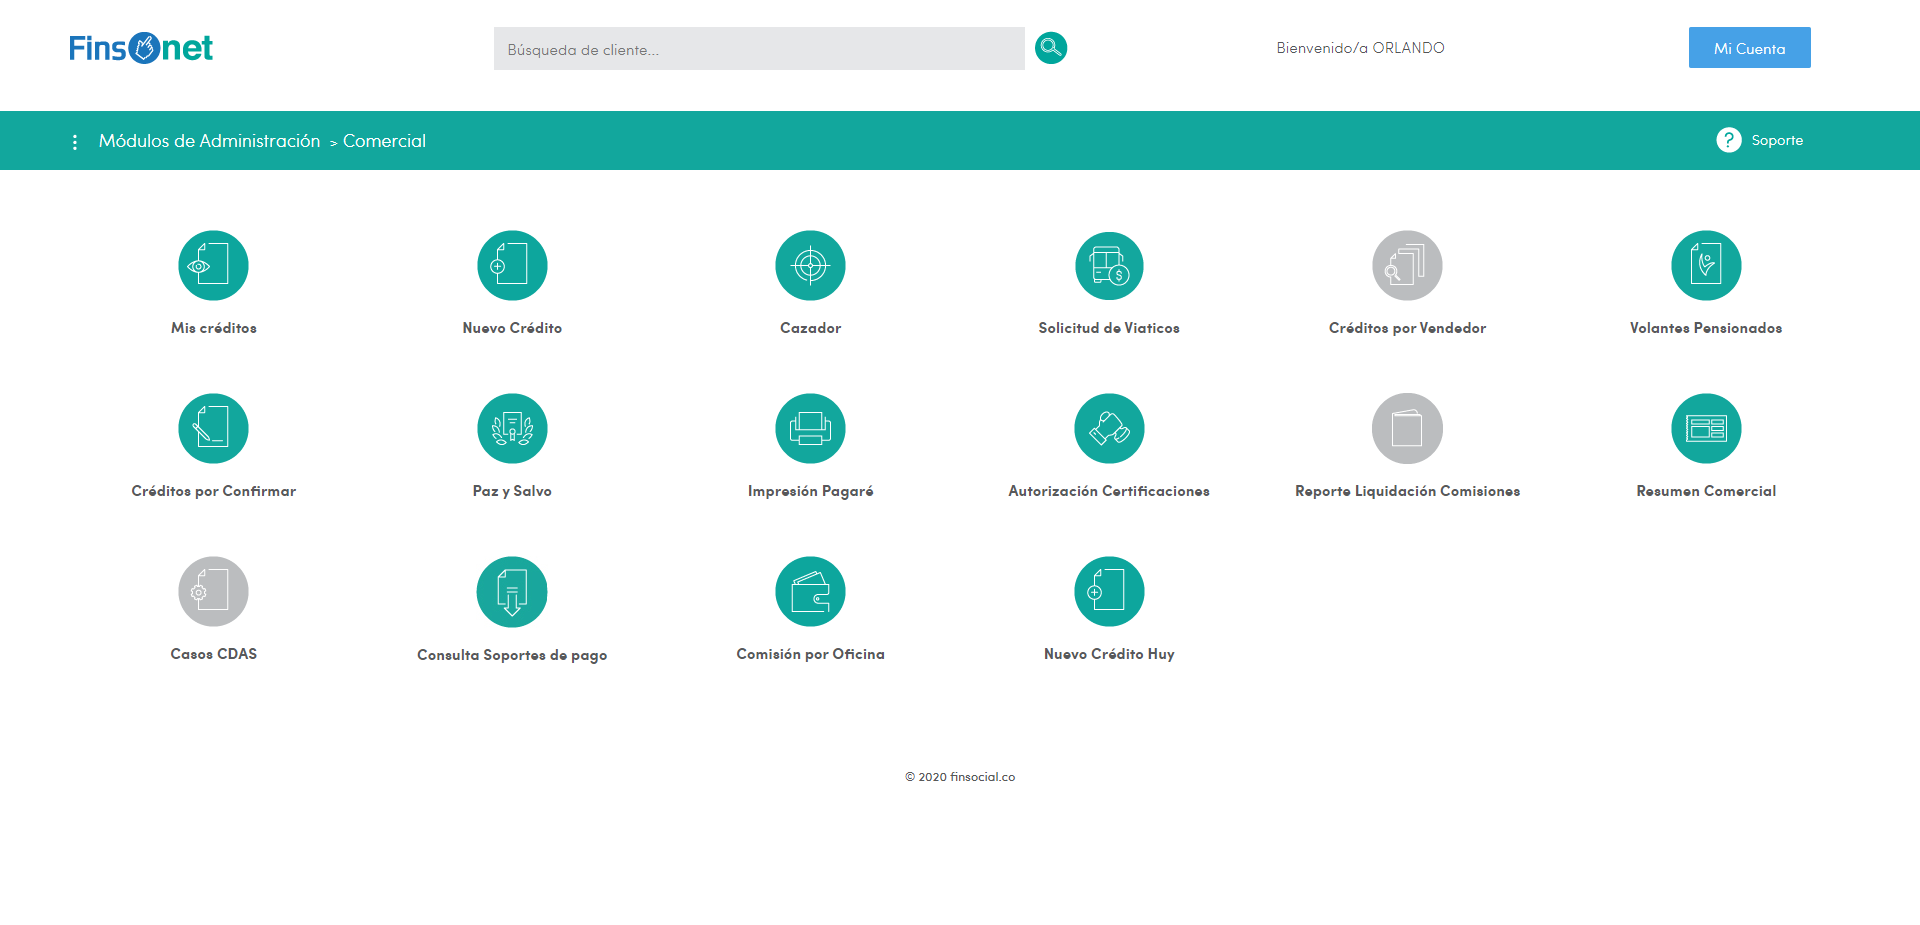 Finsonet
Búsqueda de cliente...
Bienvenido/a ORLANDO
Mi Cuenta
Módulos de Administración > Comercial
? Soporte
Mis créditos
Nuevo Crédito
Cazador
Solicitud de Viaticos
Créditos por Vendedor
Volantes Pensionados
Créditos por Confirmar
Paz y Salvo
Impresión Pagaré
Autorización Certificaciones
Reporte Liquidación Comisiones
Resumen Comercial
Casos CDAS
Consulta Soportes de pago
Comisión por Oficina
Nuevo Crédito Huy
© 2020 finsocial.co